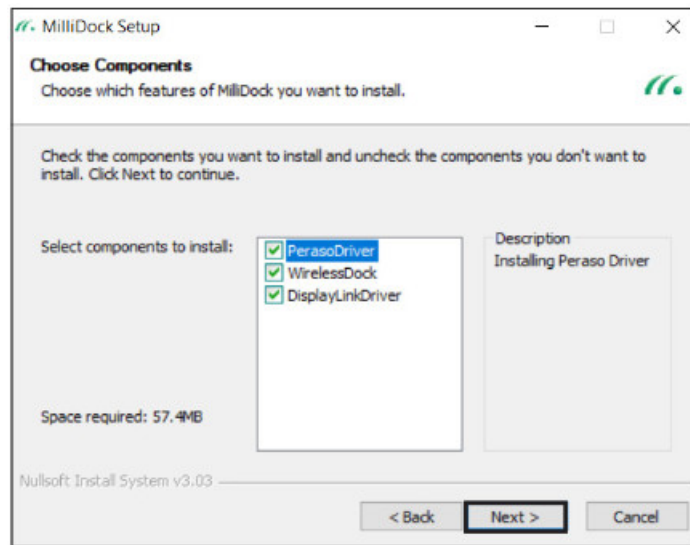 MilliDock Setup
Choose Components
Choose which features of MilliDock you want to install.
Check the components you want to install and uncheck the components you don't want to
install. Click Next to continue.
Select components to install:
PerasoDriver
WirelessDock
DisplayLinkDriver
Description
Installing Peraso Driver
Space required: 57.4MB
Nullsoft Install System v3.03
< Back
Next >
Cancel